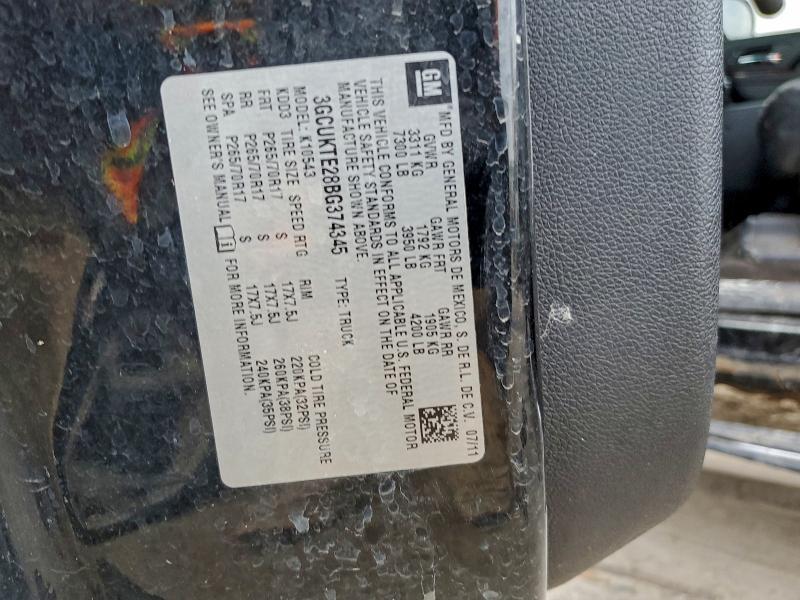 GM MFD BY GENERAL MOTORS DE MEXICO, S. DE R.L. DE C.V. 07/11
GVWR GAWR FRT GAWR RR
3311 KG 1792 KG 1905 KG
7300 LB 3950 LB 4200 LB
THIS VEHICLE CONFORMS TO ALL APPLICABLE U.S. FEDERAL MOTOR
VEHICLE SAFETY STANDARDS IN EFFECT ON THE DATE OF
MANUFACTURE SHOWN ABOVE.
3GCUKTE28BG374345 TYPE: TRUCK
MODEL: K10543
KDD3 TIRE SIZE SPEED RTG RIM COLD TIRE PRESSURE
FRT P265/70R17 S 17X7.5J 220KPA(32PSI)
RR P265/70R17 S 17X7.5J 260KPA(38PSI)
SPA P265/70R17 S 17X7.5J 240KPA(35PSI)
SEE OWNER'S MANUAL i FOR MORE INFORMATION.